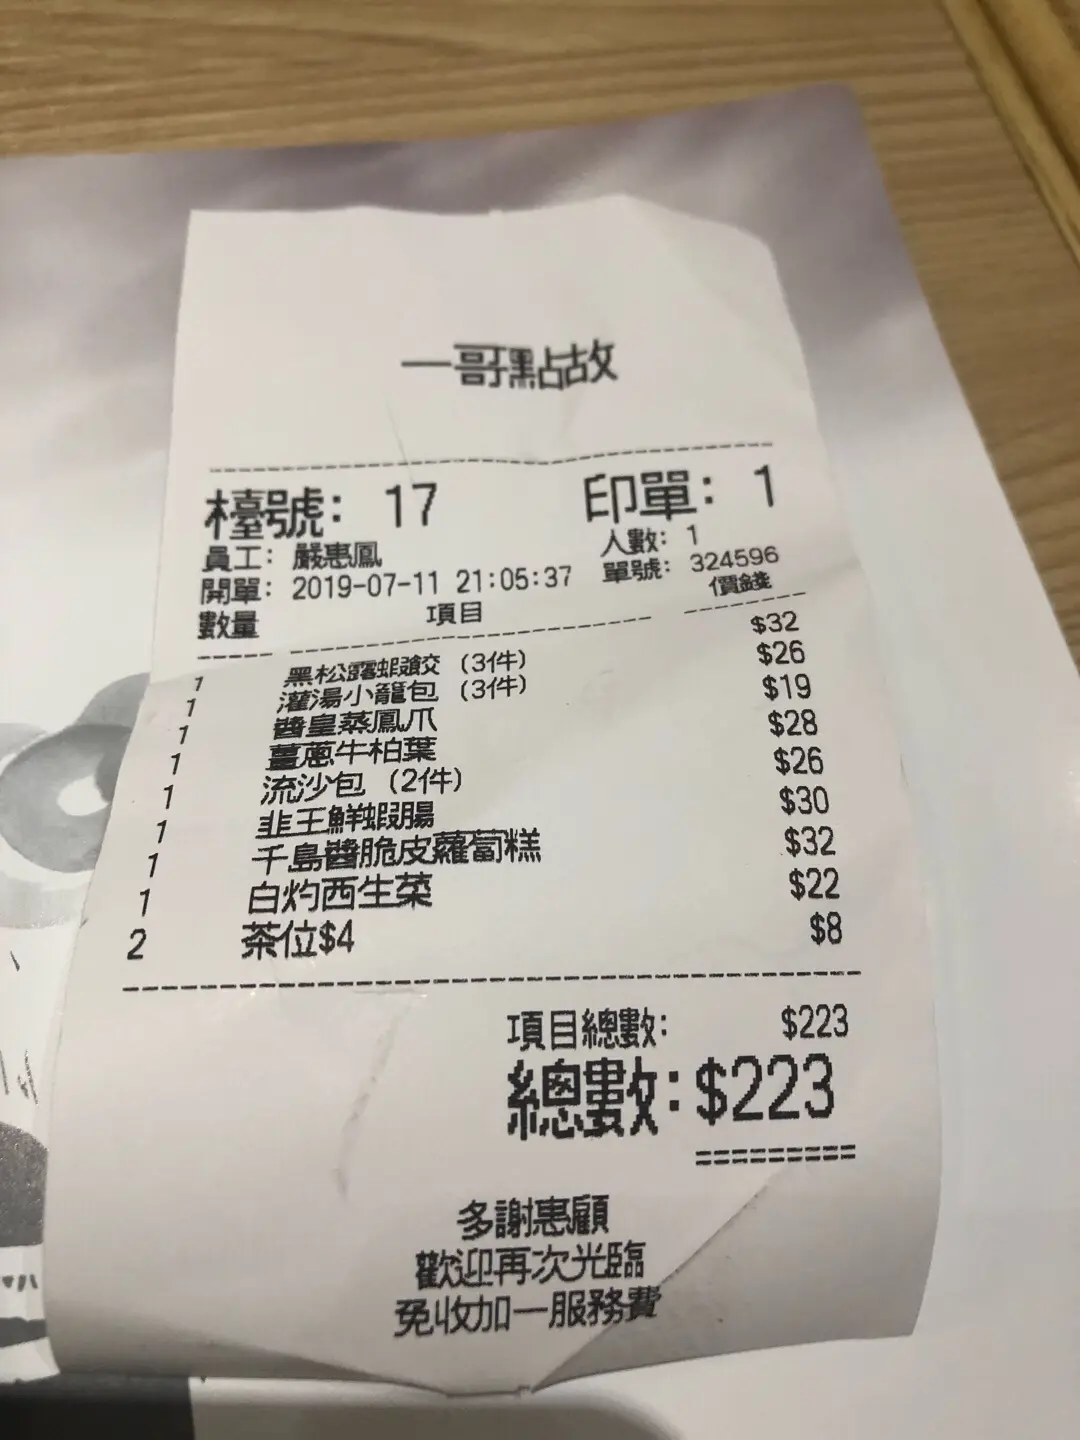 一哥點故
檯號: 17 印單: 1
員工: 嚴惠鳳 人數: 1
開單: 2019-07-11 21:05:37 單號: 324596
數量 項目 價錢
1 黑松露蝦餃 (3件) $32
1 灌湯小籠包 (3件) $26
1 醬皇蒸鳳爪 $19
1 薑蔥牛柏葉 $28
1 流沙包 (2件) $26
1 韭王鮮蝦腸 $30
1 千島醬脆皮蘿蔔糕 $32
1 白灼西生菜 $22
2 茶位$4 $8
項目總數: $223
總數: $223
=========
多謝惠顧
歡迎再次光臨
免收加一服務費